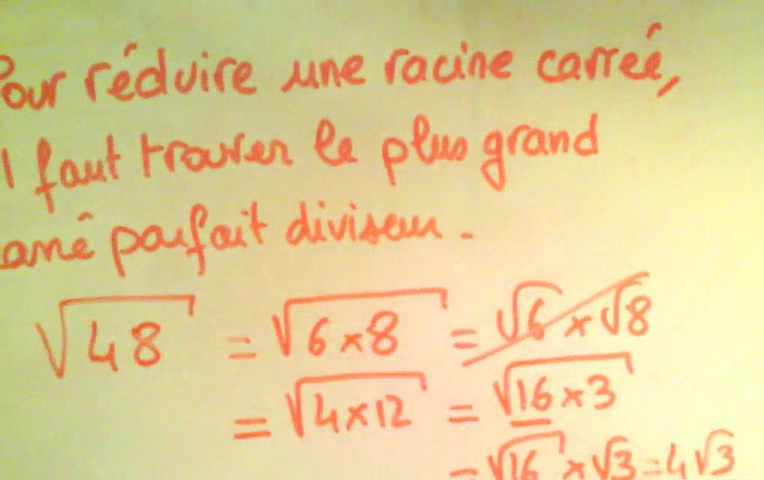 Pour réduire une racine carrée,
l faut trouver le plus grand
arré parfait diviseur.
√48 = √6×8 = √6 × √8
= √4×12 = √16×3
= √16 × √3 = 4√3